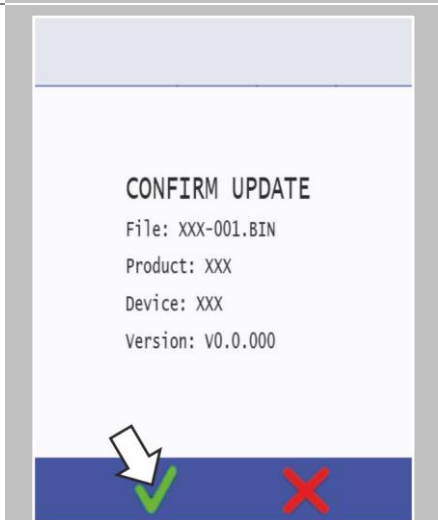 CONFIRM UPDATE
File: XXX-001.BIN
Product: XXX
Device: XXX
Version: V0.0.000